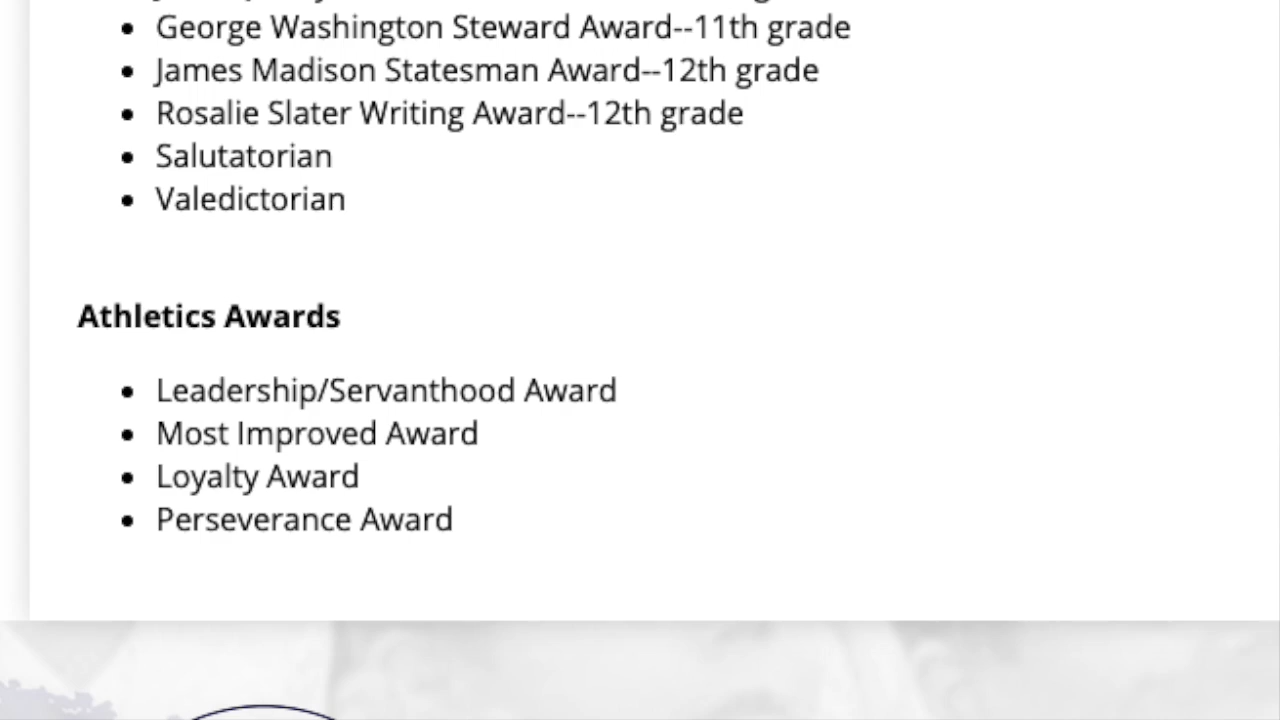 George Washington Steward Award--11th grade
James Madison Statesman Award--12th grade
Rosalie Slater Writing Award--12th grade
Salutatorian
Valedictorian
Athletics Awards
Leadership/Servanthood Award
Most Improved Award
Loyalty Award
Perseverance Award